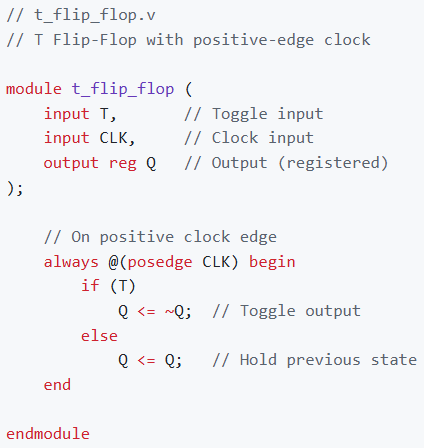 // t_flip_flop.v
// T Flip-Flop with positive-edge clock
module t_flip_flop (
    input T,       // Toggle input
    input CLK,     // Clock input
    output reg Q   // Output (registered)
);
    // On positive clock edge
    always @(posedge CLK) begin
        if (T)
            Q <= ~Q;  // Toggle output
        else
            Q <= Q;   // Hold previous state
    end
endmodule